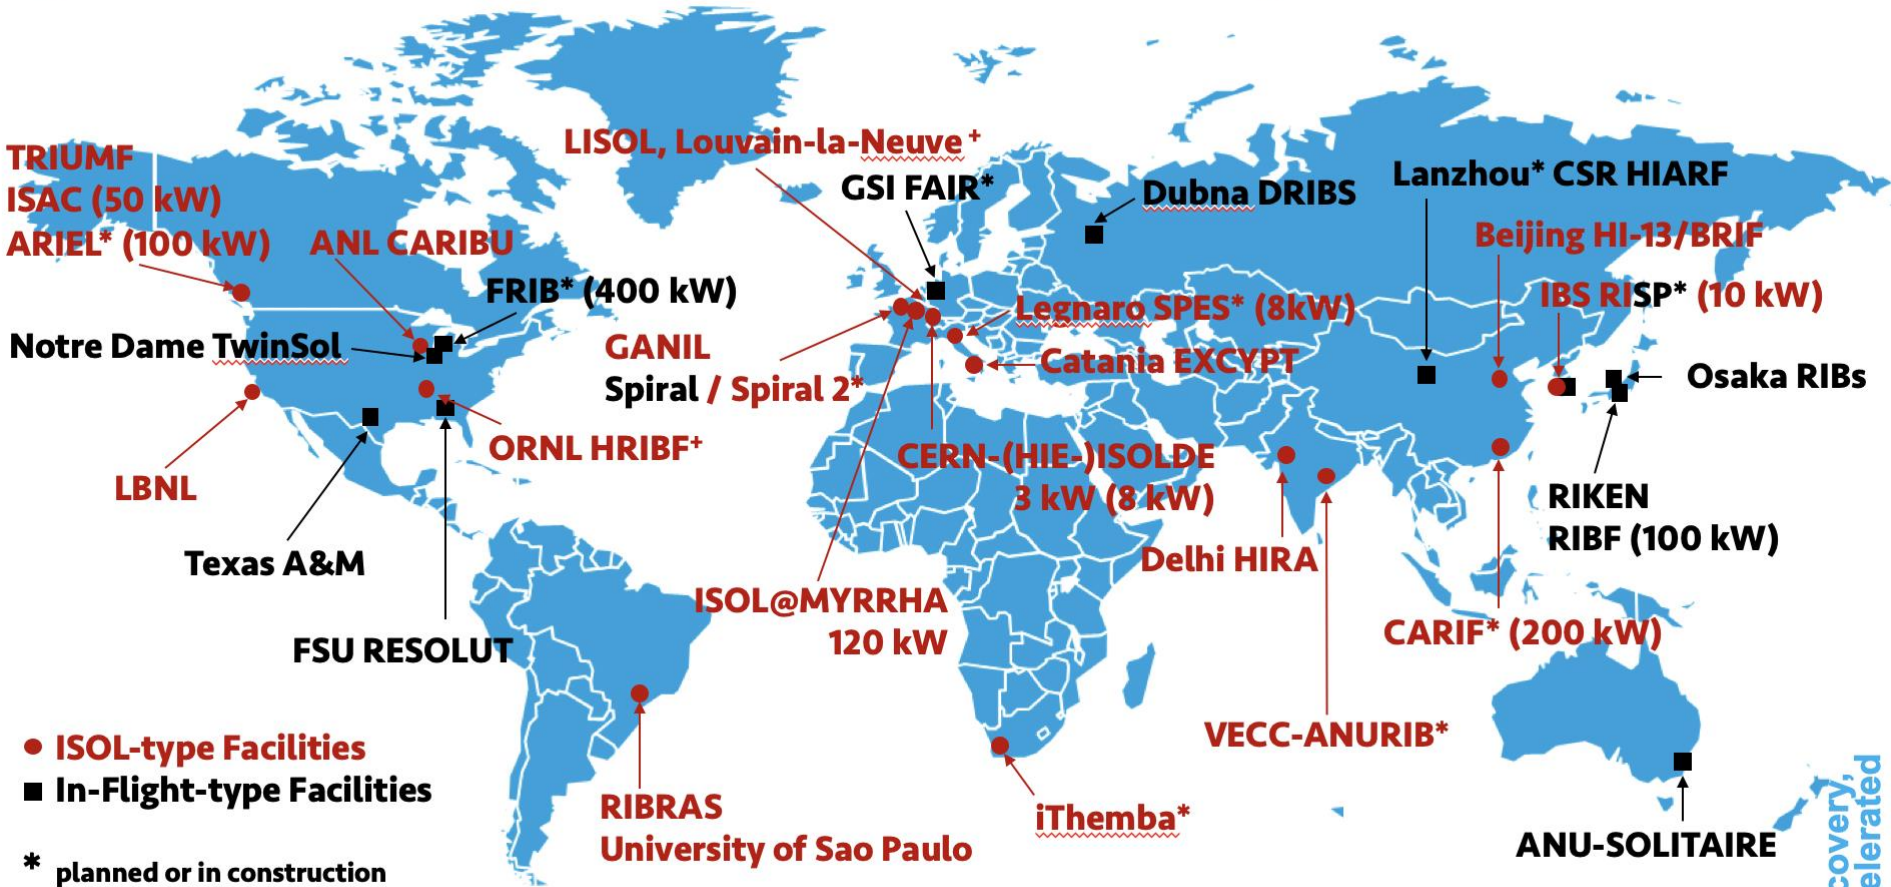 LISOL, Louvain-la-Neuve +
TRIUMF
ISAC (50 kW)
ARIEL* (100 kW)
ANL CARIBU
GSI FAIR*
Dubna DRIBS
Lanzhou* CSR HIARF
Beijing HI-13/BRIF
FRIB* (400 kW)
IBS RISP* (10 kW)
Legnaro SPES* (8kW)
Notre Dame TwinSol
GANIL
Spiral / Spiral 2*
Catania EXCYPT
Osaka RIBs
ORNL HRIBF+
CERN-(HIE-)ISOLDE
3 kW (8 kW)
LBNL
RIKEN
RIBF (100 kW)
Texas A&M
Delhi HIRA
ISOL@MYRRHA
120 kW
FSU RESOLUT
CARIF* (200 kW)
VECC-ANURIB*
● ISOL-type Facilities
■ In-Flight-type Facilities
RIBRAS
University of Sao Paulo
iThemba*
ANU-SOLITAIRE
* planned or in construction
covery,
elerated